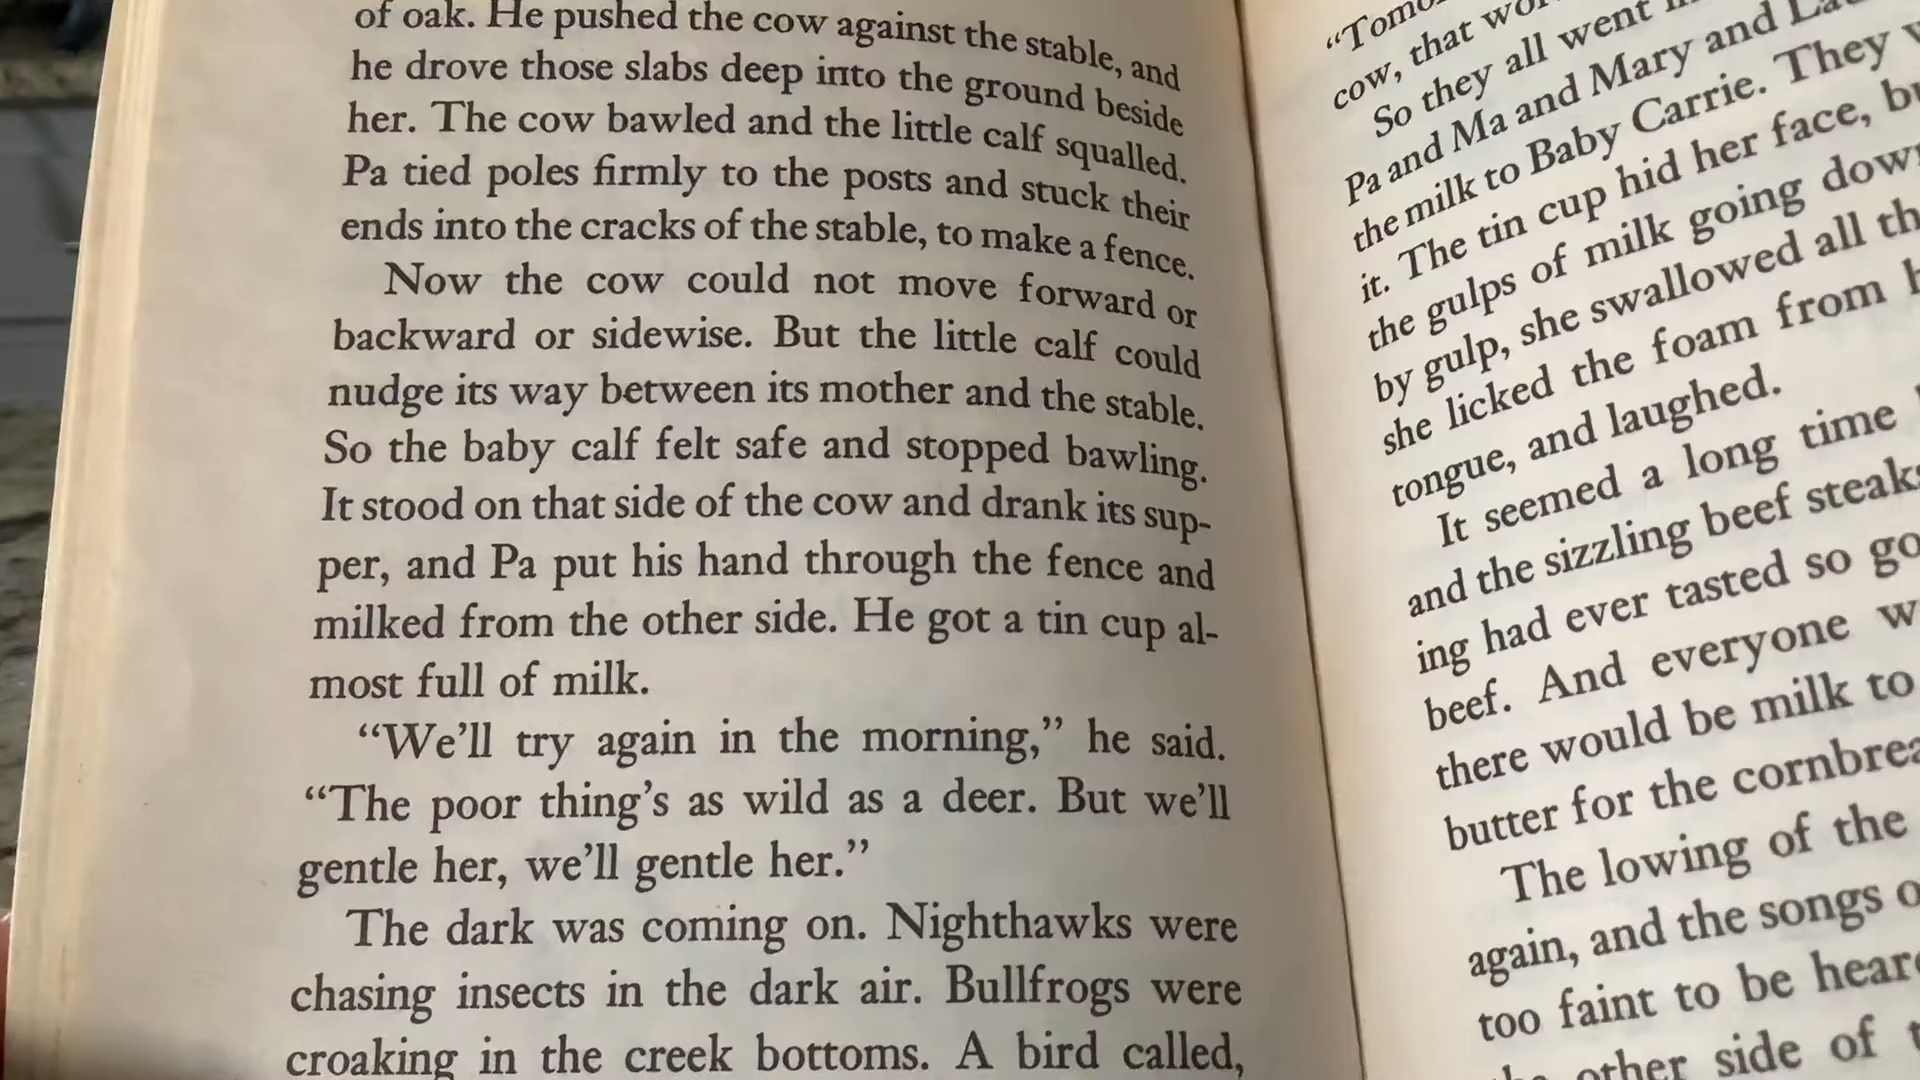 of oak. He pushed the cow against the stable, and
he drove those slabs deep into the ground beside
her. The cow bawled and the little calf squalled.
Pa tied poles firmly to the posts and stuck their
ends into the cracks of the stable, to make a fence.
Now the cow could not move forward or
backward or sidewise. But the little calf could
nudge its way between its mother and the stable.
So the baby calf felt safe and stopped bawling.
It stood on that side of the cow and drank its sup-
per, and Pa put his hand through the fence and
milked from the other side. He got a tin cup al-
most full of milk.
“We’ll try again in the morning,” he said.
“The poor thing’s as wild as a deer. But we’ll
gentle her, we’ll gentle her.”
The dark was coming on. Nighthawks were
chasing insects in the dark air. Bullfrogs were
croaking in the creek bottoms. A bird called,
cow, that
So they all went
Pa and Ma and Mary and
the milk to Baby Carrie. They
it. The tin cup hid her face,
the gulps of milk going
by gulp, she swallowed all
she licked the foam from
tongue, and laughed.
It seemed a long time
and the sizzling beef
ing had ever tasted so
beef. And everyone
there would be milk to
butter for the
The lowing of the
again, and the songs
too faint to be
other side of